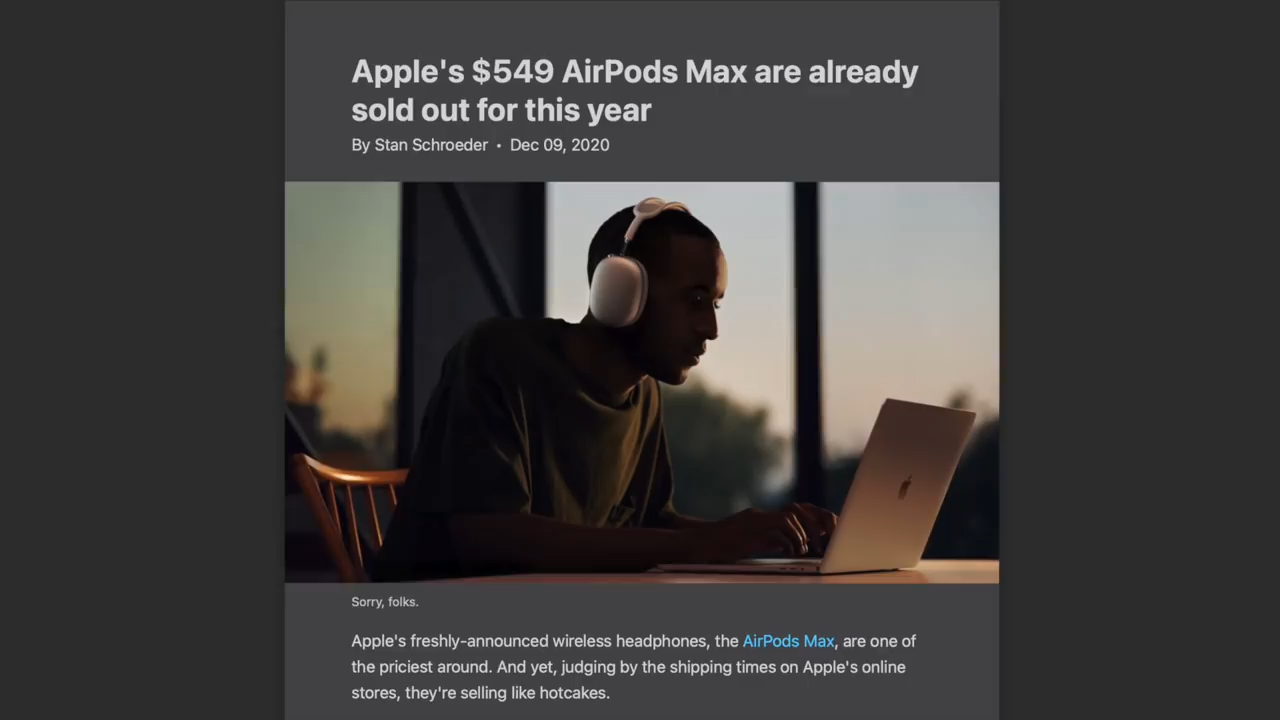 Apple's $549 AirPods Max are already
sold out for this year
By Stan Schroeder • Dec 09, 2020
Sorry, folks.
Apple's freshly-announced wireless headphones, the AirPods Max, are one of
the priciest around. And yet, judging by the shipping times on Apple's online
stores, they're selling like hotcakes.